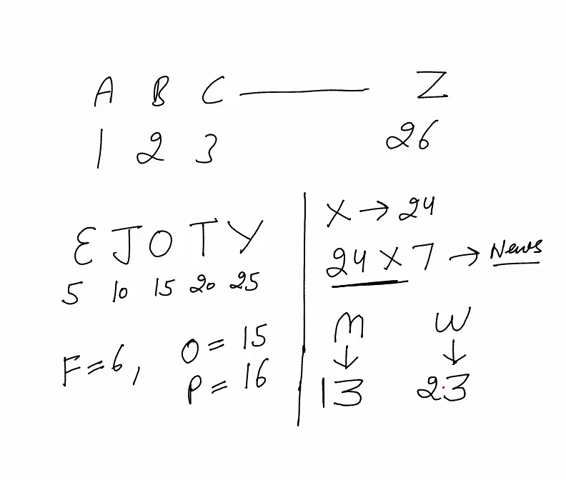 A B C —— Z
1 2 3 26
E J O T Y
5 10 15 20 25
F=6, O = 15
P = 16
X → 24
24 X 7 → News
M W
↓ ↓
13 23